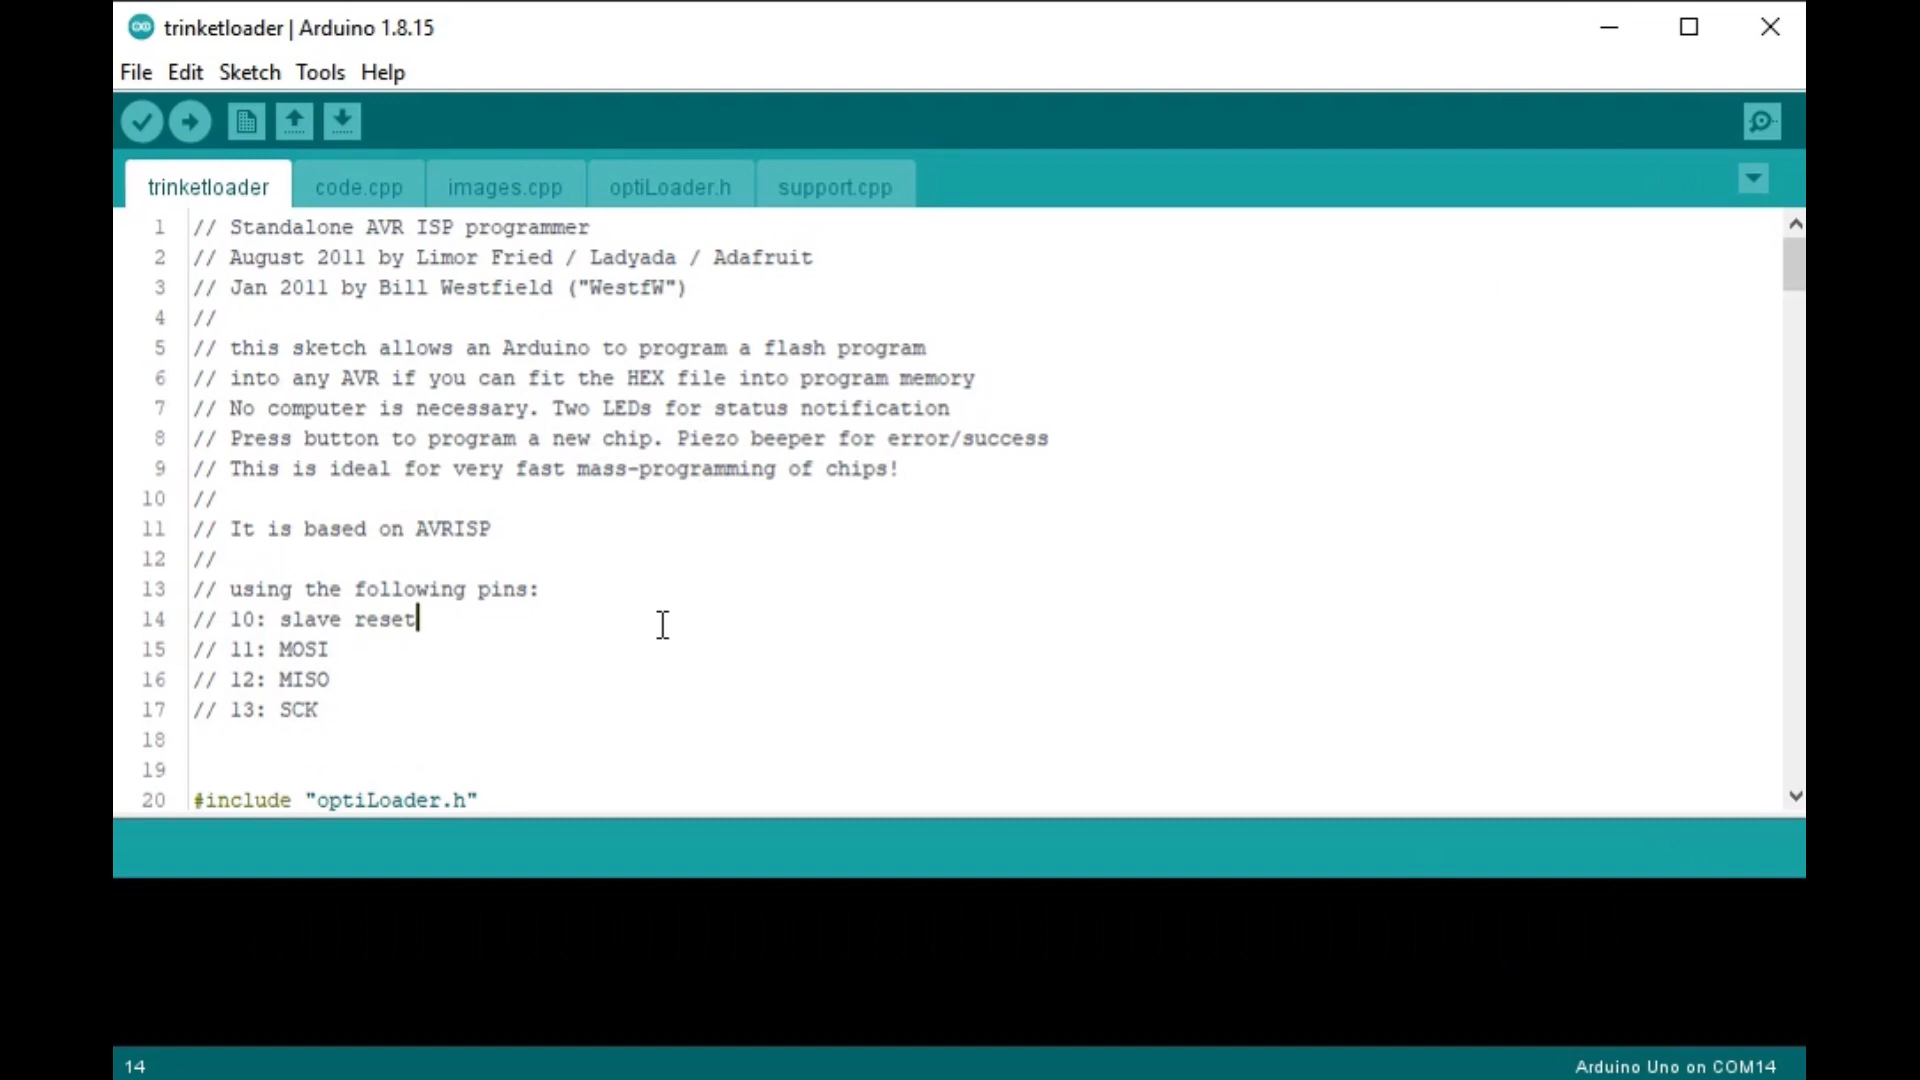 trinketloader | Arduino 1.8.15
File Edit Sketch Tools Help
trinketloader code.cpp images.cpp optiLoader.h support.cpp
1 // Standalone AVR ISP programmer
2 // August 2011 by Limor Fried / Ladyada / Adafruit
3 // Jan 2011 by Bill Westfield ("WestfW")
4 //
5 // this sketch allows an Arduino to program a flash program
6 // into any AVR if you can fit the HEX file into program memory
7 // No computer is necessary. Two LEDs for status notification
8 // Press button to program a new chip. Piezo beeper for error/success
9 // This is ideal for very fast mass-programming of chips!
10 //
11 // It is based on AVRISP
12 //
13 // using the following pins:
14 // 10: slave reset
15 // 11: MOSI
16 // 12: MISO
17 // 13: SCK
18
19
20 #include "optiLoader.h"
14 Arduino Uno on COM14